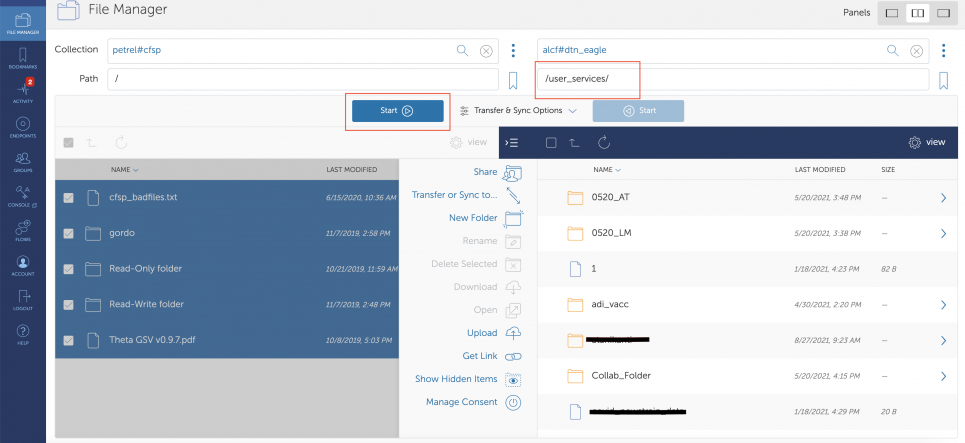 File Manager
Panels
FILE MANAGER
BOOKMARKS
2
ACTIVITY
ENDPOINTS
GROUPS
CONSOLE
FLOWS
ACCOUNT
LOGOUT
HELP
Collection petrel#cfsp
alcf#dtn_eagle
Path /
/user_services/
Start
Transfer & Sync Options
Start
view
view
NAME LAST MODIFIED
cfsp_badfiles.txt 6/15/2020, 10:36 AM
gordo 11/7/2019, 2:58 PM
Read-Only folder 10/21/2019, 11:59 AM
Read-Write folder 11/7/2019, 2:48 PM
Theta GSV v0.9.7.pdf 10/8/2019, 5:03 PM
Share
Transfer or Sync to...
New Folder
Rename
Delete Selected
Download
Open
Upload
Get Link
Show Hidden Items
Manage Consent
NAME LAST MODIFIED SIZE
0520_AT 5/20/2021, 3:48 PM —
0520_LM 5/20/2021, 3:38 PM —
1 1/18/2021, 4:23 PM 82 B
adi_vacc 4/30/2021, 2:20 PM —
8/27/2021, 9:23 AM —
Collab_Folder 5/20/2021, 4:15 PM —
1/18/2021, 4:29 PM 20 B